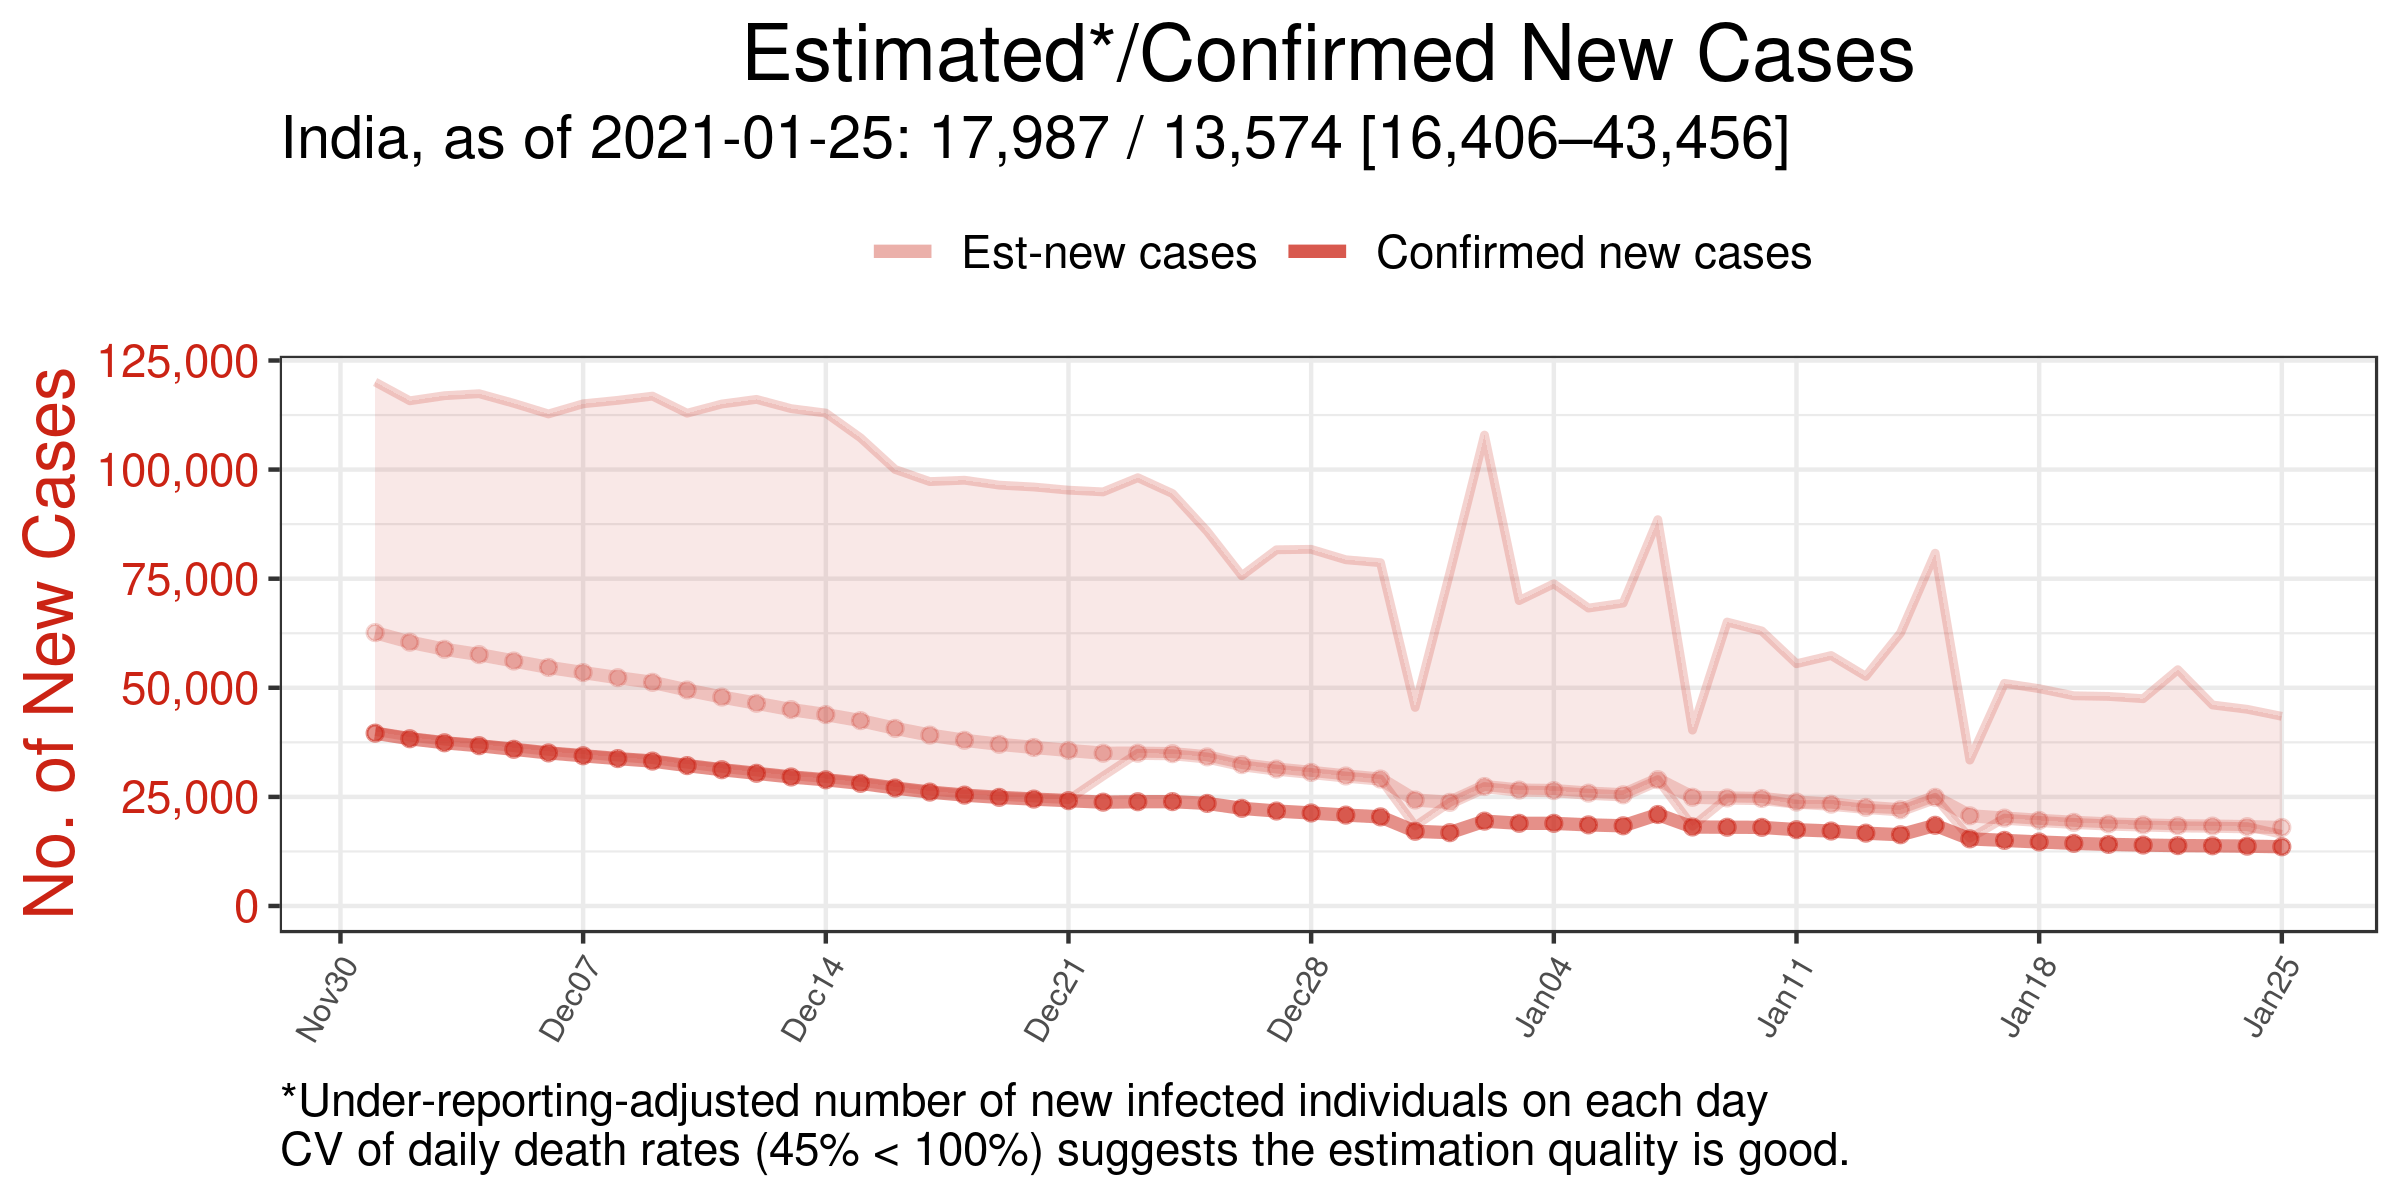 Estimated*/Confirmed New Cases
India, as of 2021-01-25: 17,987 / 13,574 [16,406–43,456]
Est-new cases
Confirmed new cases
No. of New Cases
125,000
100,000
75,000
50,000
25,000
0
Nov30
Dec07
Dec14
Dec21
Dec28
Jan04
Jan11
Jan18
Jan25
*Under-reporting-adjusted number of new infected individuals on each day
CV of daily death rates (45% < 100%) suggests the estimation quality is good.